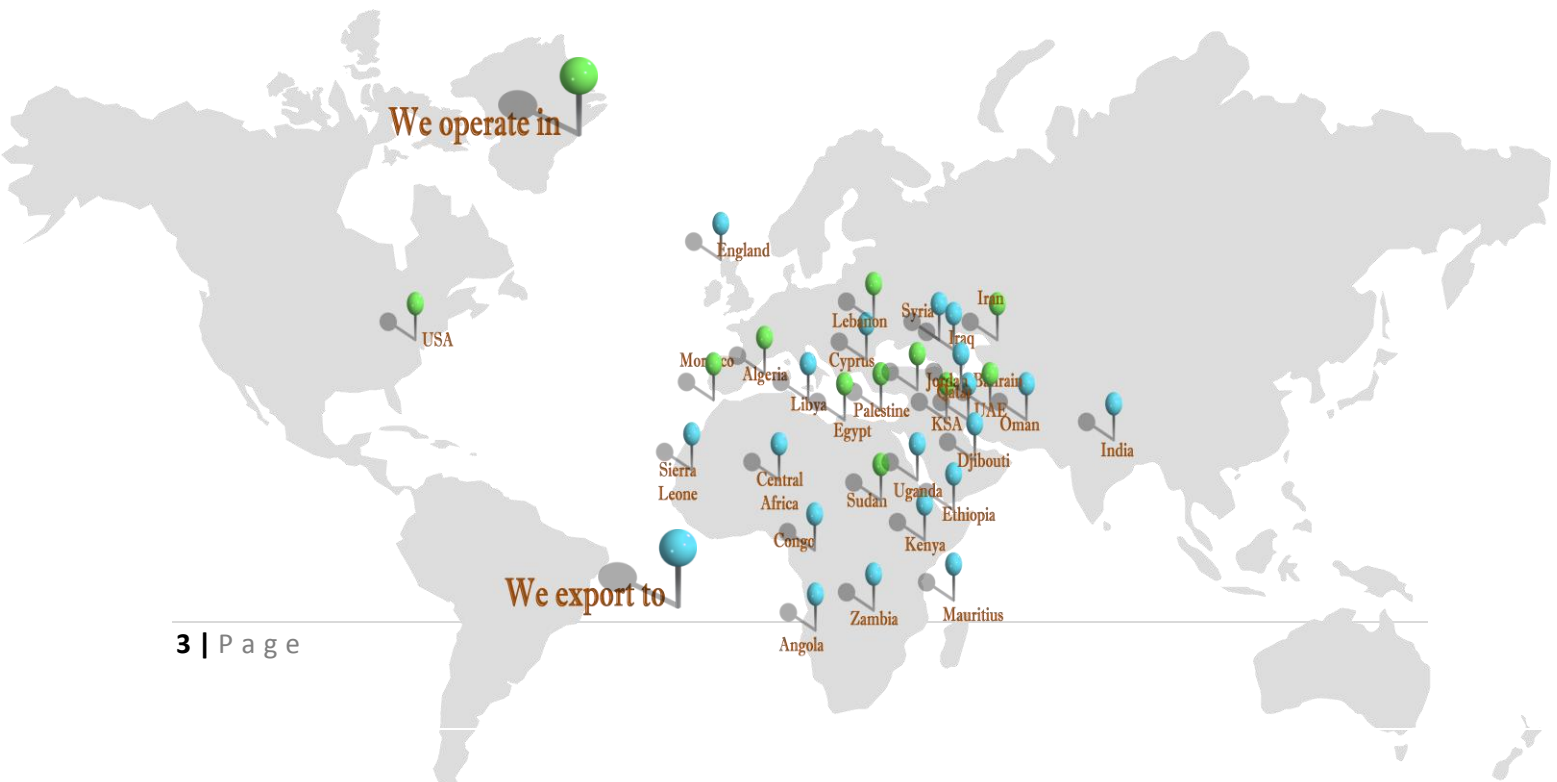 We operate in
England
USA
Lebanon
Syria
Iran
Iraq
Cyprus
Morocco
Algeria
Jordan
Bahrain
Qatar
Libya
Palestine
UAE
Egypt
KSA
Oman
India
Djibouti
Sierra
Leone
Central
Africa
Sudan
Uganda
Ethiopia
Congo
Kenya
We export to
Zambia
Mauritius
Angola
3 | Page